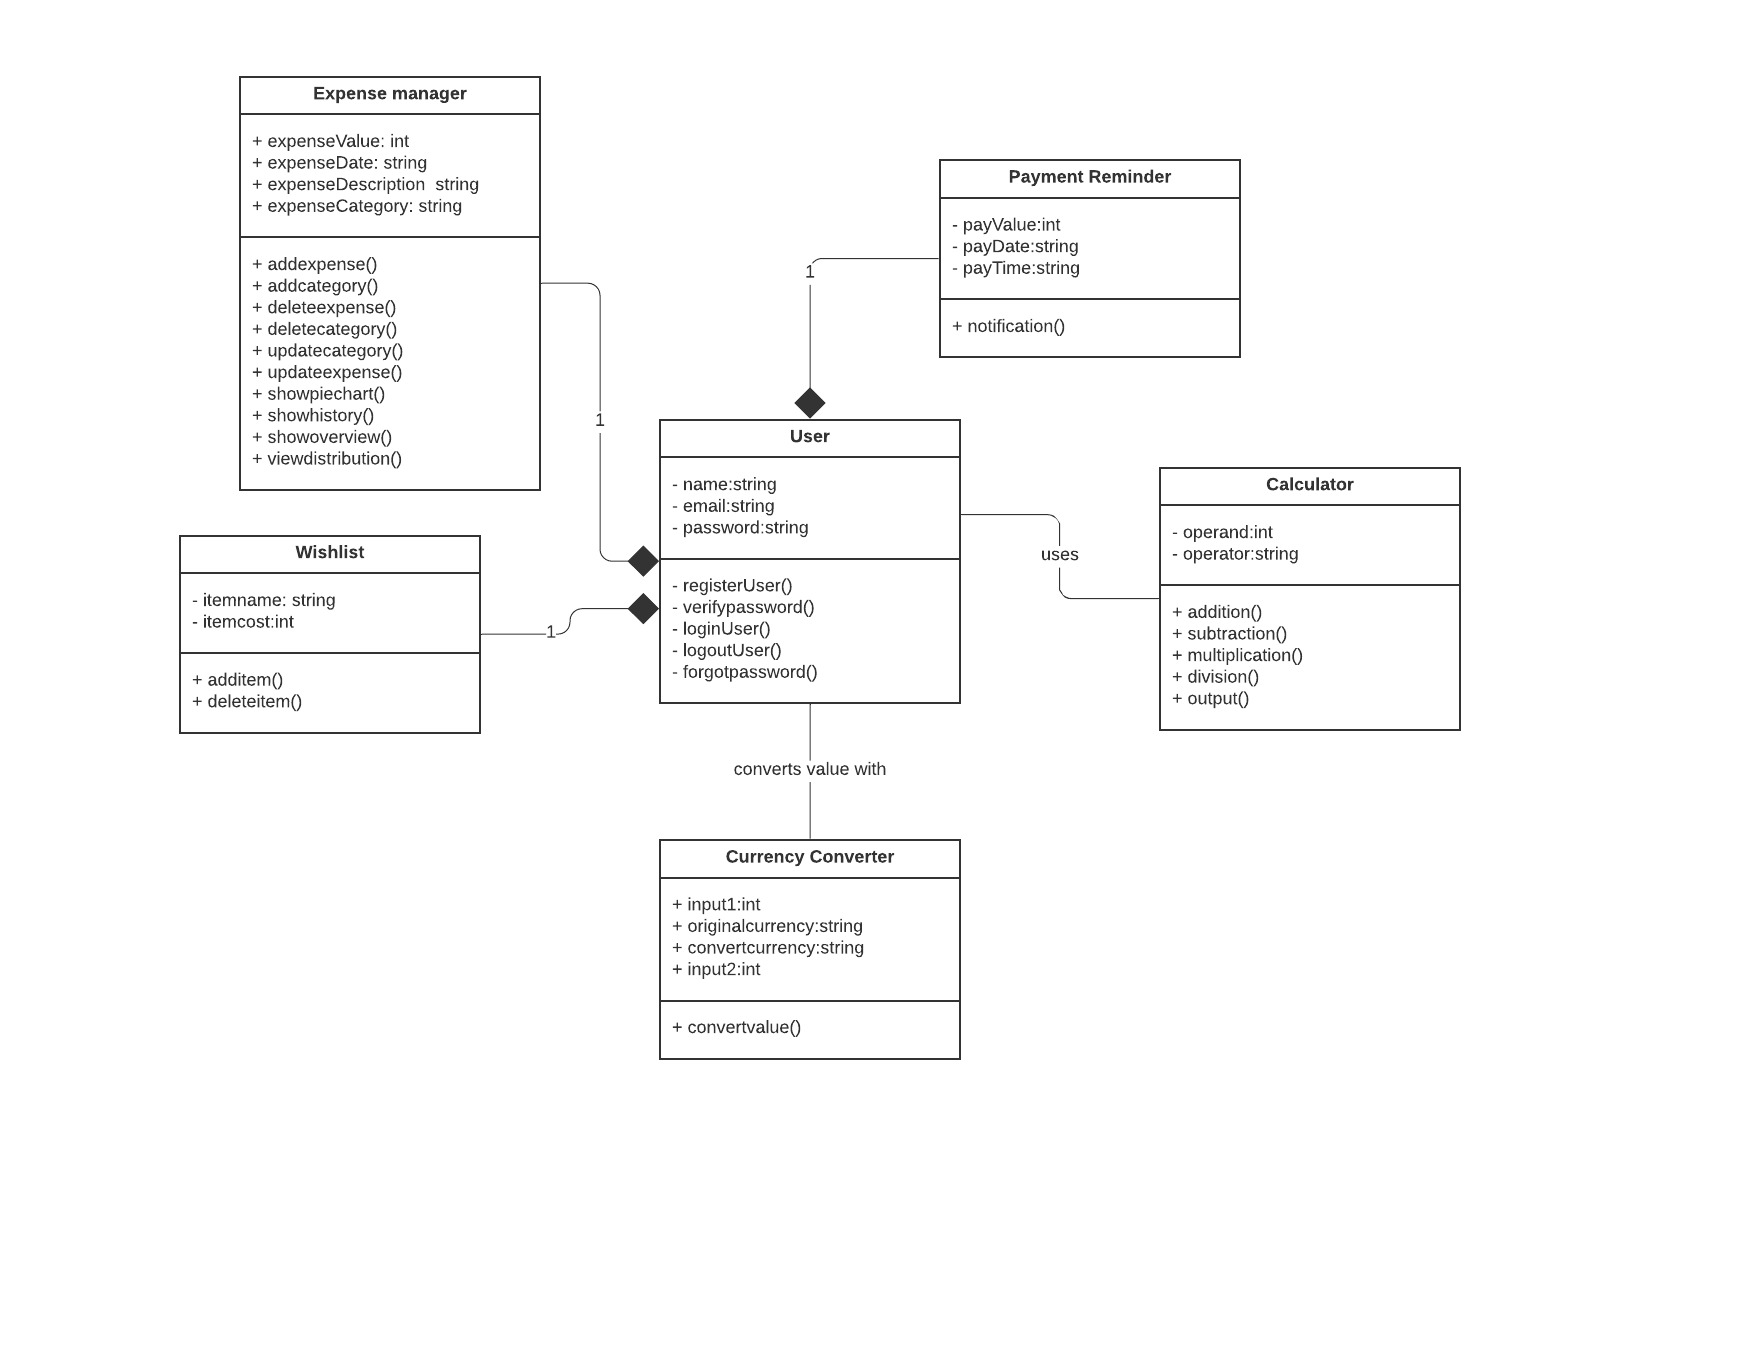 Expense manager
+ expenseValue: int
+ expenseDate: string
+ expenseDescription  string
+ expenseCategory: string
+ addexpense()
+ addcategory()
+ deleteexpense()
+ deletecategory()
+ updatecategory()
+ updateexpense()
+ showpiechart()
+ showhistory()
+ showoverview()
+ viewdistribution()
1
Payment Reminder
- payValue:int
- payDate:string
- payTime:string
+ notification()
1
User
- name:string
- email:string
- password:string
- registerUser()
- verifypassword()
- loginUser()
- logoutUser()
- forgotpassword()
uses
Calculator
- operand:int
- operator:string
+ addition()
+ subtraction()
+ multiplication()
+ division()
+ output()
Wishlist
- itemname: string
- itemcost:int
+ additem()
+ deleteitem()
1
converts value with
Currency Converter
+ input1:int
+ originalcurrency:string
+ convertcurrency:string
+ input2:int
+ convertvalue()